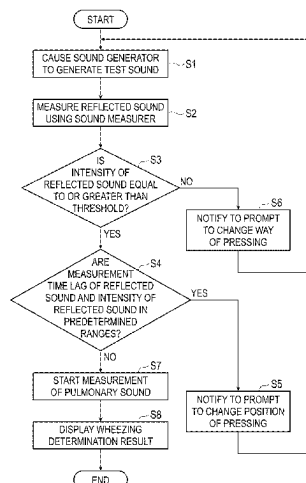 START
CAUSE SOUND GENERATOR
TO GENERATE TEST SOUND
S1
MEASURE REFLECTED SOUND
USING SOUND MEASURER
S2
IS
INTENSITY OF
REFLECTED SOUND EQUAL
TO OR GREATER THAN
THRESHOLD?
S3
NO
S6
NOTIFY TO PROMPT
TO CHANGE WAY
OF PRESSING
YES
S4
ARE
MEASUREMENT
TIME LAG OF REFLECTED
SOUND AND INTENSITY OF
REFLECTED SOUND IN
PREDETERMINED
RANGES?
YES
S5
NOTIFY TO PROMPT
TO CHANGE POSITION
OF PRESSING
NO
S7
START MEASUREMENT
OF PULMONARY SOUND
S8
DISPLAY WHEEZING
DETERMINATION RESULT
END